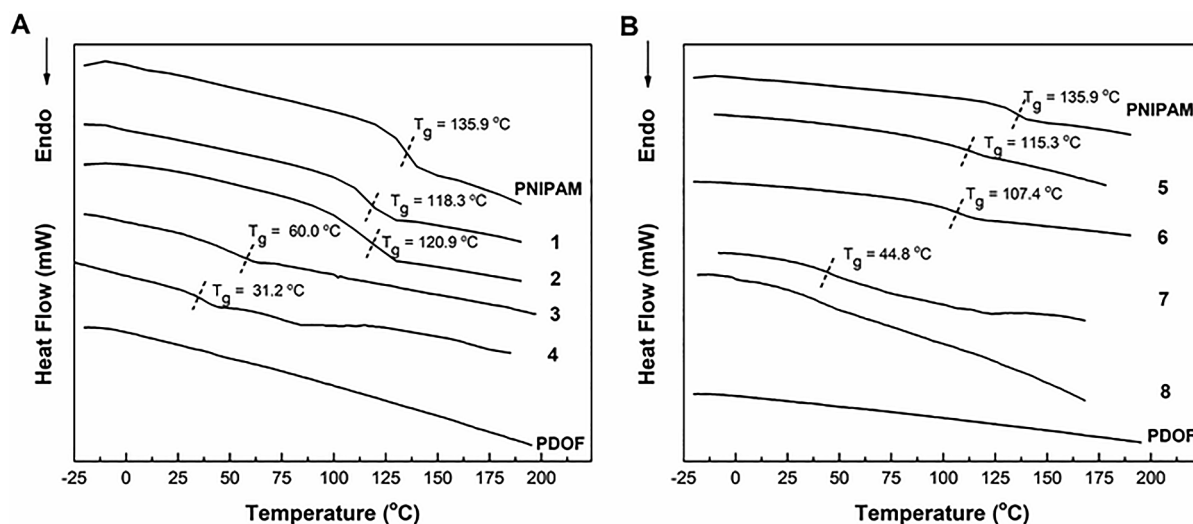 A
Endo
Heat Flow (mW)
Tg = 135.9 °C
PNIPAM
Tg = 118.3 °C
1
Tg = 60.0 °C
Tg = 120.9 °C
2
3
Tg = 31.2 °C
4
PDOF
-25 0 25 50 75 100 125 150 175 200
Temperature (°C)
B
Endo
Heat Flow (mW)
Tg = 135.9 °C
PNIPAM
Tg = 115.3 °C
5
Tg = 107.4 °C
6
Tg = 44.8 °C
7
8
PDOF
-25 0 25 50 75 100 125 150 175 200
Temperature (°C)